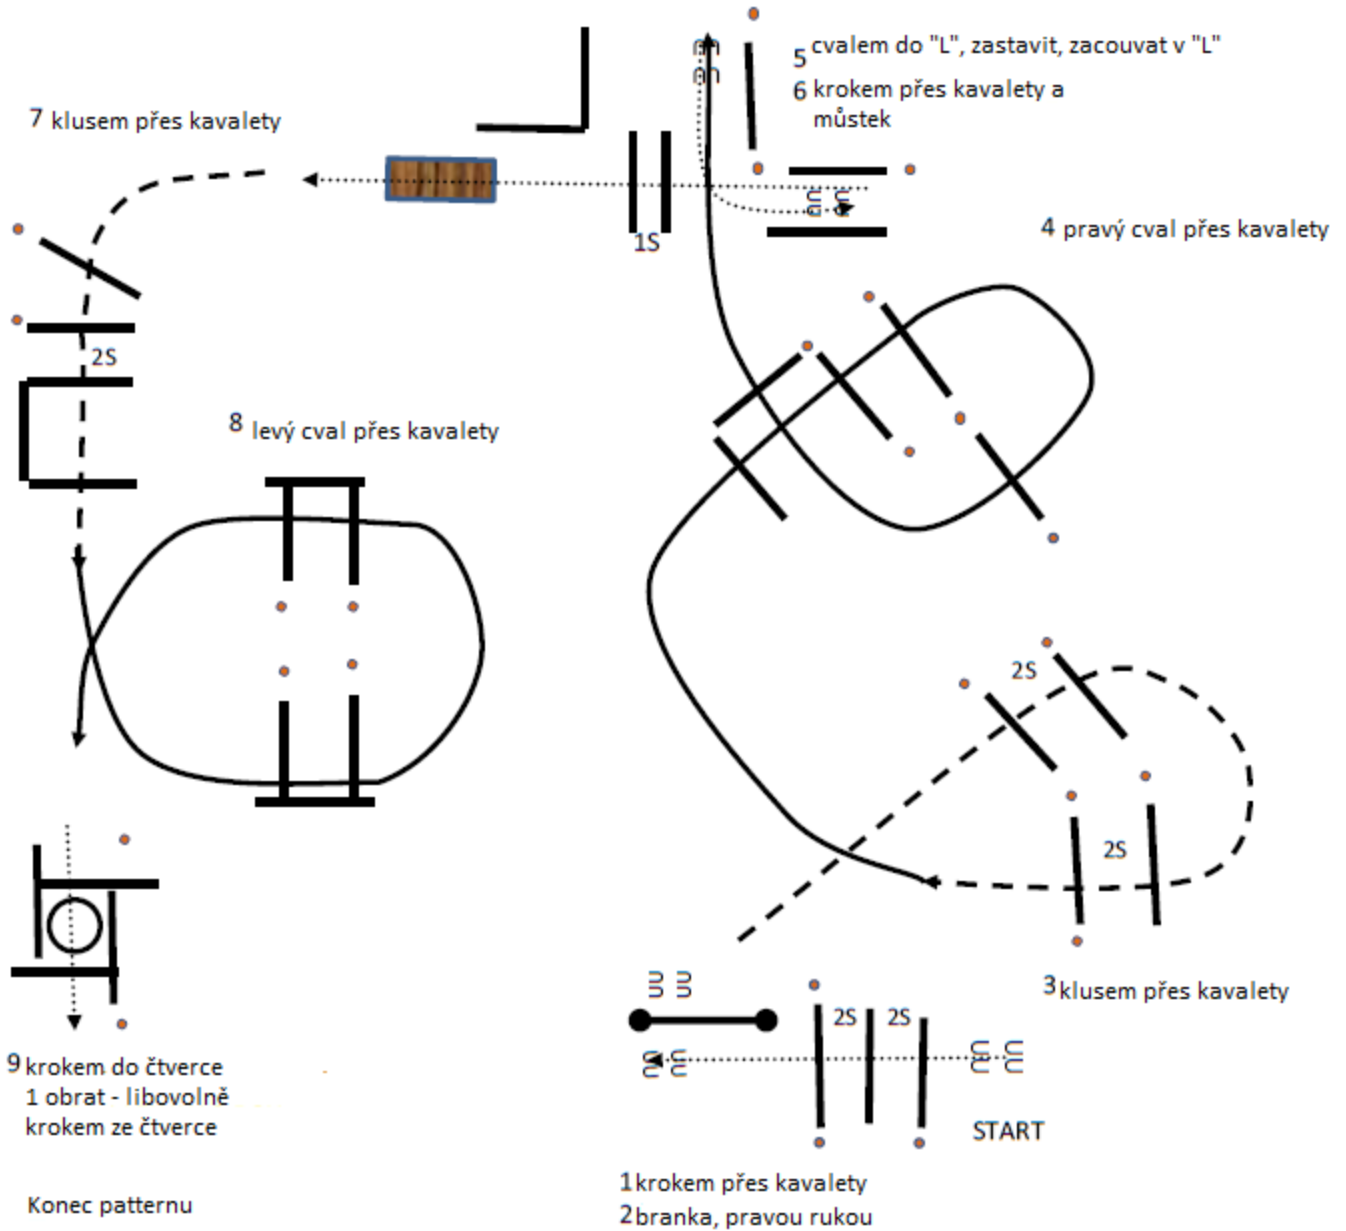 5 cvalem do "L", zastavit, zacouvat v "L"
6 krokem přes kavalety a
můstek
7 klusem přes kavalety
1S
4 pravý cval přes kavalety
2S
8 levý cval přes kavalety
2S
2S
3 klusem přes kavalety
2S 2S
START
9 krokem do čtverce
1 obrat - libovolně
krokem ze čtverce
1 krokem přes kavalety
2 branka, pravou rukou
Konec patternu